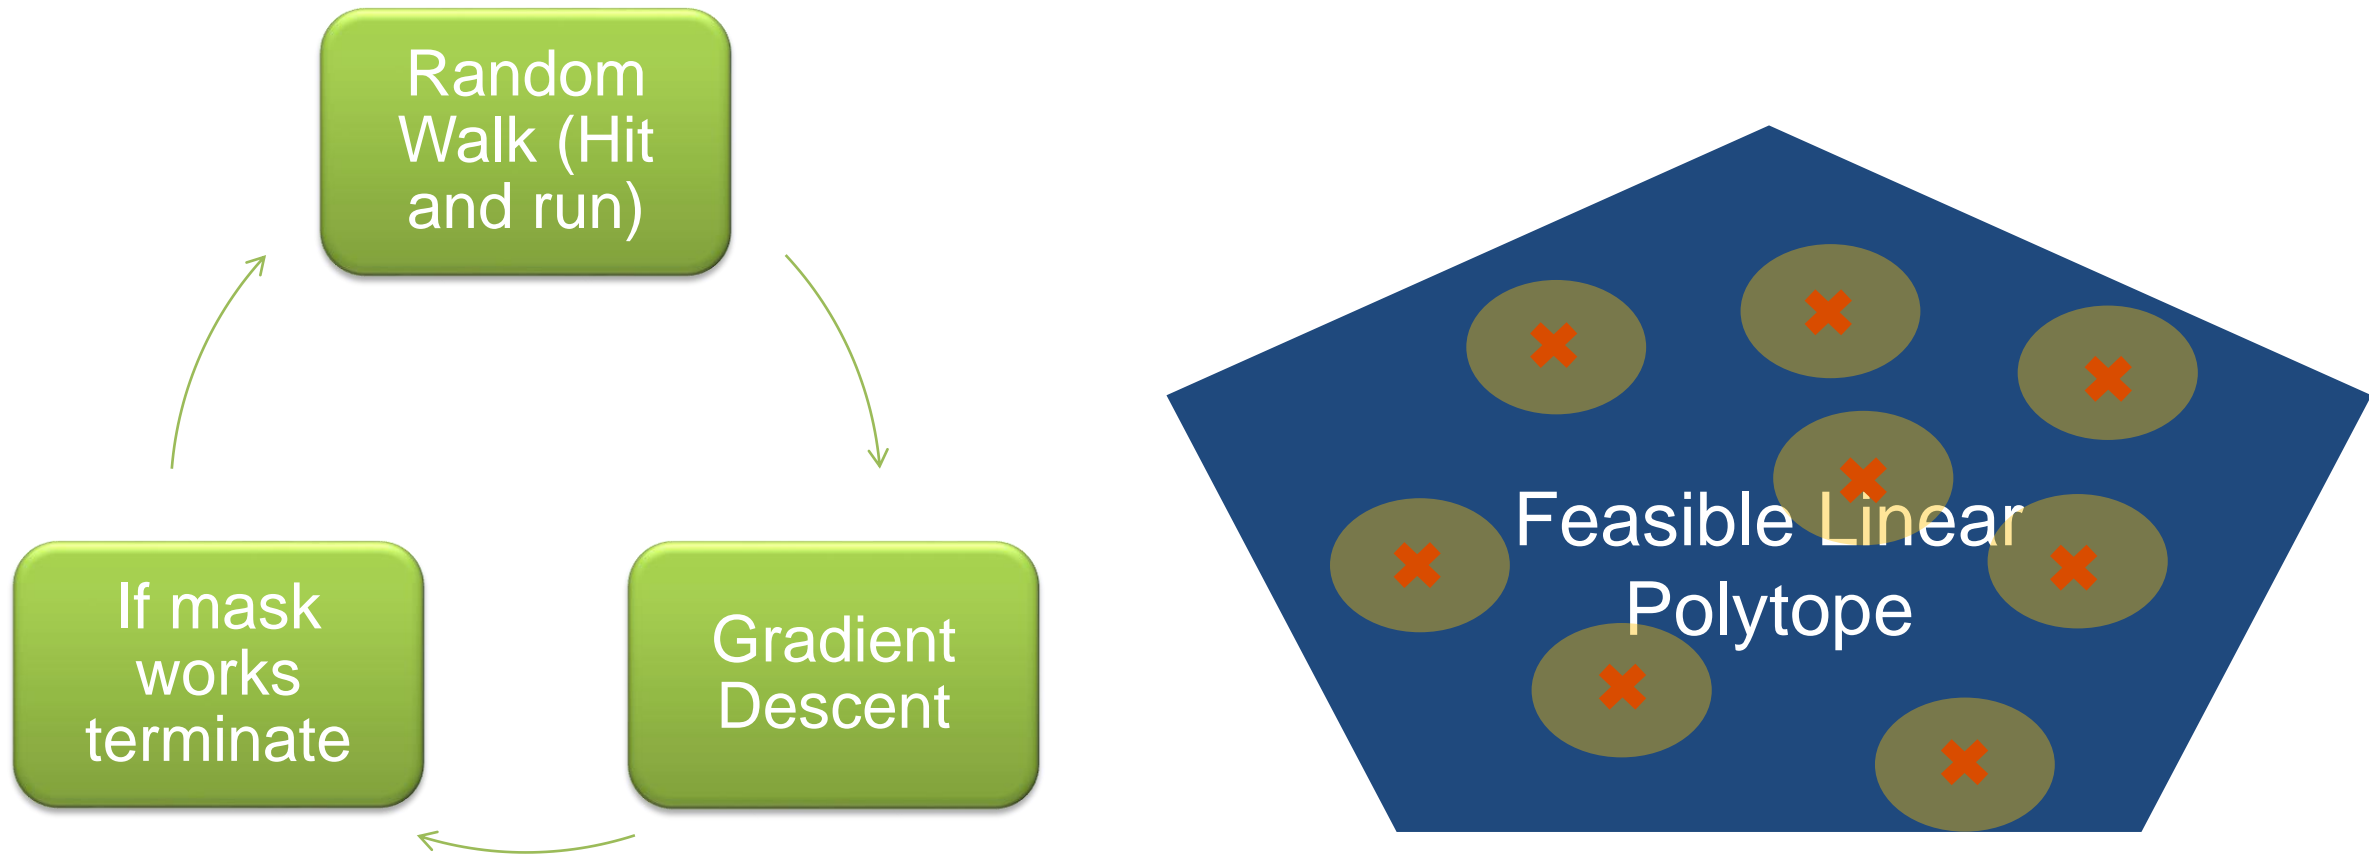 Random
Walk (Hit
and run)
If mask
works
terminate
Gradient
Descent
Feasible Linear
Polytope